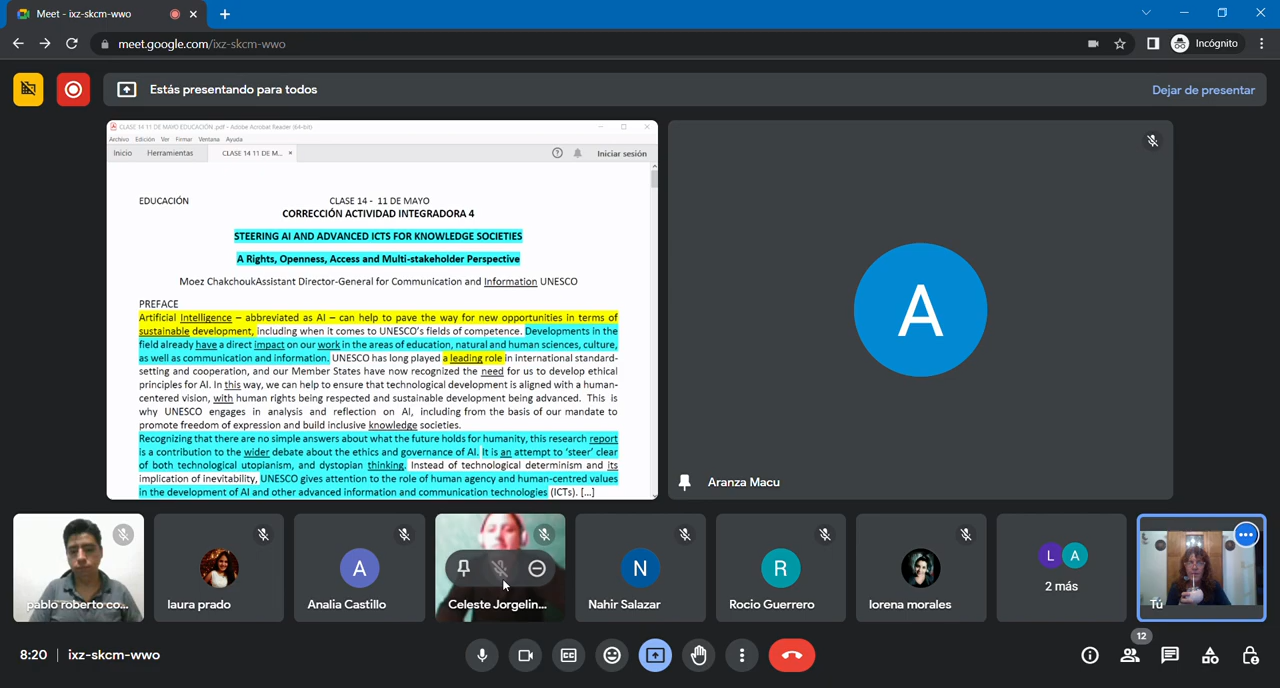 Meet - ixz-skcm-wwo
meet.google.com/ixz-skcm-wwo
Incógnito
Estás presentando para todos
Dejar de presentar
CLASE 14 11 DE MAYO EDUCACIÓN .pdf - Adobe Acrobat Reader (64-bit)
Archivo Edición Ver Firmar Ventana Ayuda
Inicio Herramientas CLASE 14 11 DE M... × Iniciar sesión
EDUCACIÓN CLASE 14 - 11 DE MAYO
CORRECCIÓN ACTIVIDAD INTEGRADORA 4
STEERING AI AND ADVANCED ICTS FOR KNOWLEDGE SOCIETIES
A Rights, Openness, Access and Multi-stakeholder Perspective
Moez ChakchoukAssistant Director-General for Communication and Information UNESCO
PREFACE
Artificial Intelligence – abbreviated as AI – can help to pave the way for new opportunities in terms of
sustainable development, including when it comes to UNESCO's fields of competence. Developments in the
field already have a direct impact on our work in the areas of education, natural and human sciences, culture,
as well as communication and information. UNESCO has long played a leading role in international standard-
setting and cooperation, and our Member States have now recognized the need for us to develop ethical
principles for AI. In this way, we can help to ensure that technological development is aligned with a human-
centered vision, with human rights being respected and sustainable development being advanced. This is
why UNESCO engages in analysis and reflection on AI, including from the basis of our mandate to
promote freedom of expression and build inclusive knowledge societies.
Recognizing that there are no simple answers about what the future holds for humanity, this research report
is a contribution to the wider debate about the ethics and governance of AI. It is an attempt to 'steer' clear
of both technological utopianism, and dystopian thinking. Instead of technological determinism and its
implication of inevitability, UNESCO gives attention to the role of human agency and human-centred values
in the development of AI and other advanced information and communication technologies (ICTs). [...]
A
Aranza Macu
pablo roberto co...
laura prado
A
Analia Castillo
Celeste Jorgelin...
N
Nahir Salazar
R
Rocio Guerrero
lorena morales
L A
2 más
Tú
8:20 | ixz-skcm-wwo
12